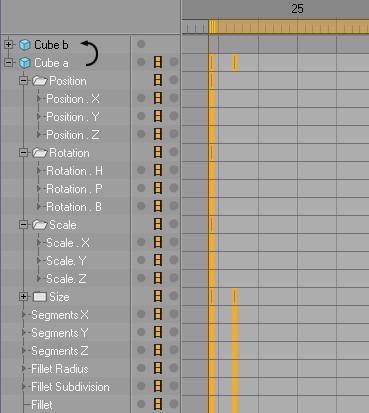 25
Cube b
Cube a
Position
Position . X
Position . Y
Position . Z
Rotation
Rotation . H
Rotation . P
Rotation . B
Scale
Scale . X
Scale. Y
Scale. Z
Size
Segments X
Segments Y
Segments Z
Fillet Radius
Fillet Subdivision
Fillet